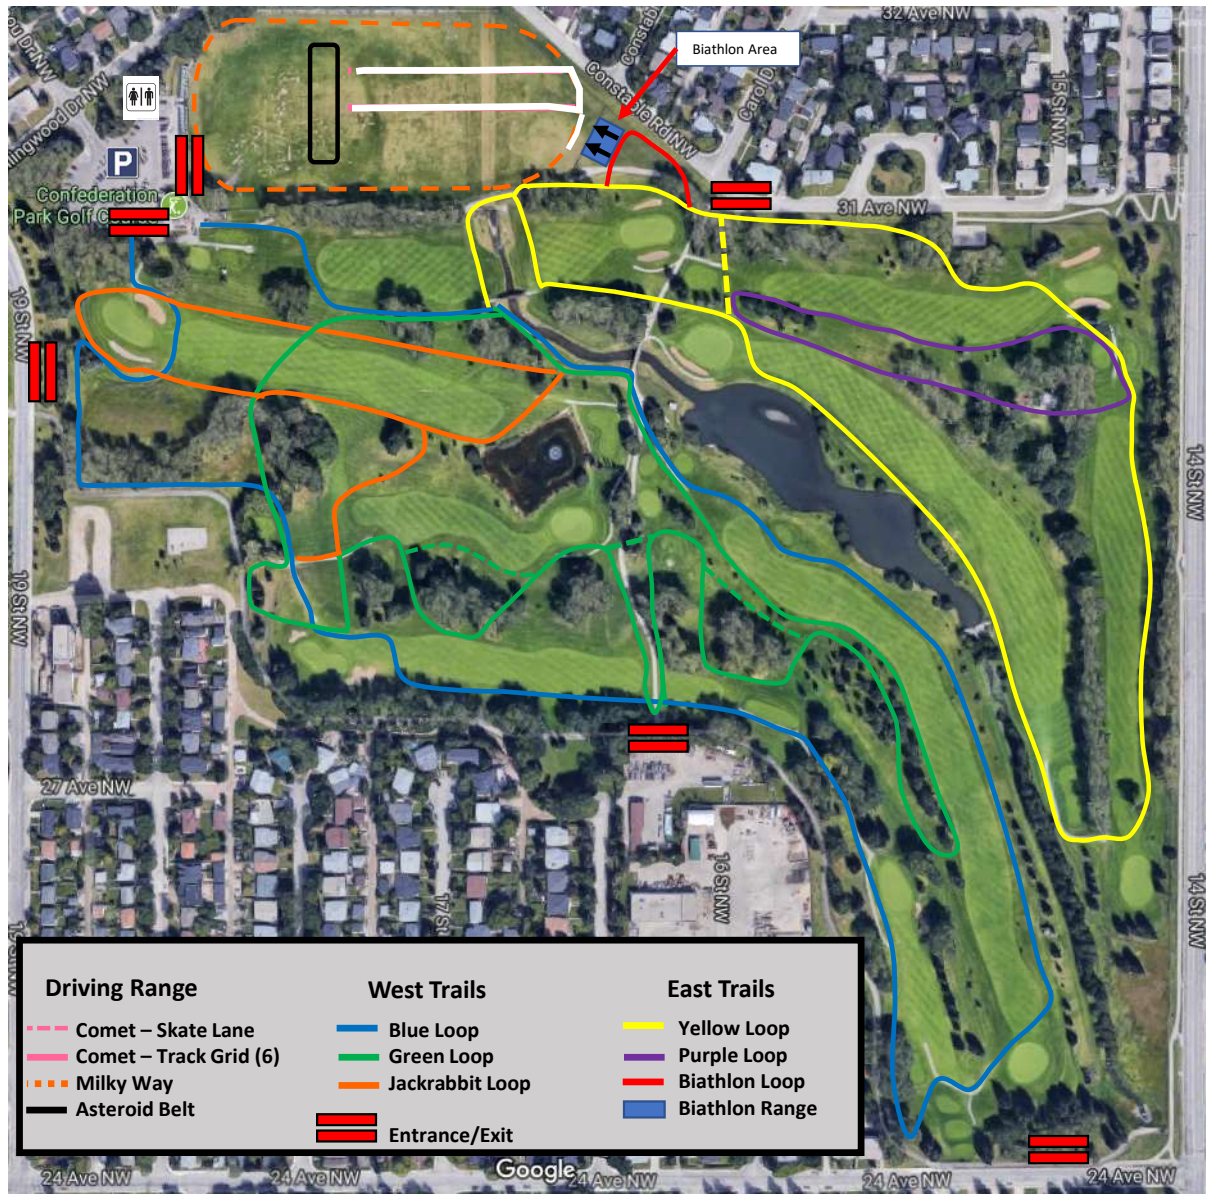 32 Ave NW
Constable
Biathlon Area
Carol D
15 St NW
Constable Rd NW
llingwood Dr NW
P
Confederation
Park Golf Course
31 Ave NW
19 St NW
14 St NW
19 St NW
27 Ave NW
16 St NW
17 St NW
14 St NW
Driving Range
West Trails
East Trails
Comet – Skate Lane
Blue Loop
Yellow Loop
Comet – Track Grid (6)
Green Loop
Purple Loop
Milky Way
Jackrabbit Loop
Biathlon Loop
Asteroid Belt
Biathlon Range
Entrance/Exit
Google
24 Ave NW
24 Ave NW
24 Ave NW
24 Ave NW
24 Ave NW